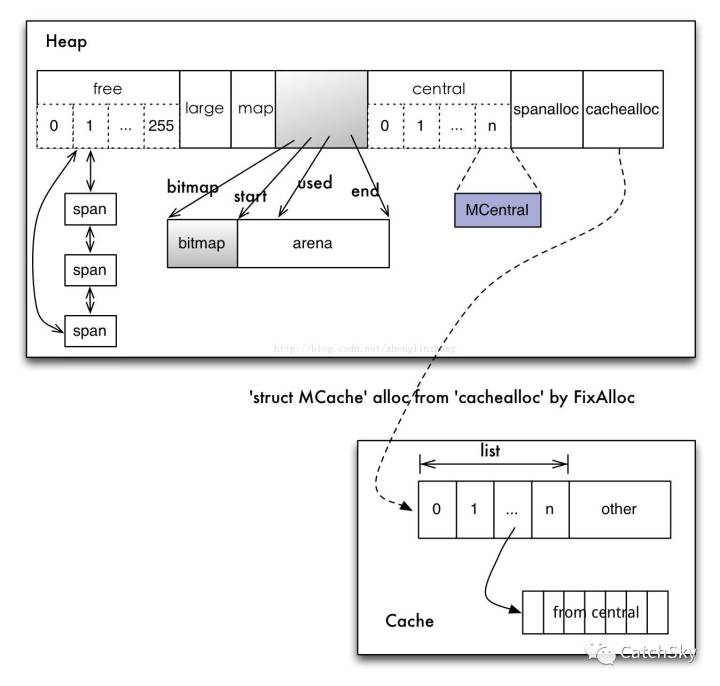 Heap
free
large
map
central
spanalloc
cachealloc
0 1 ... 255
0 1 ... n
bitmap
start
used
end
span
span
span
bitmap
arena
MCentral
http://blog.csdn.net/zhonglinzhang
'struct MCache' alloc from 'cachealloc' by FixAlloc
list
0 1 ... n other
from central
Cache
CatchSky